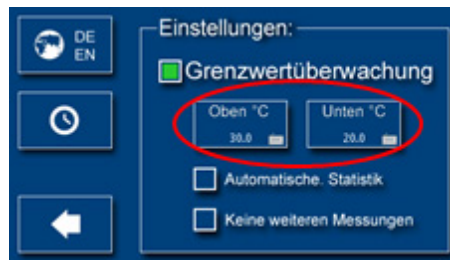 DE
EN
Einstellungen:
Grenzwertüberwachung
Oben °C
Unten °C
30.0
20.0
Automatische. Statistik
Keine weiteren Messungen